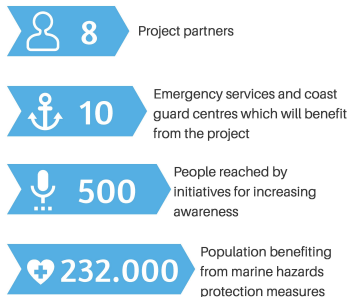 8
Project partners
10
Emergency services and coast
guard centres which will benefit
from the project
500
People reached by
initiatives for increasing
awareness
232.000
Population benefiting
from marine hazards
protection measures